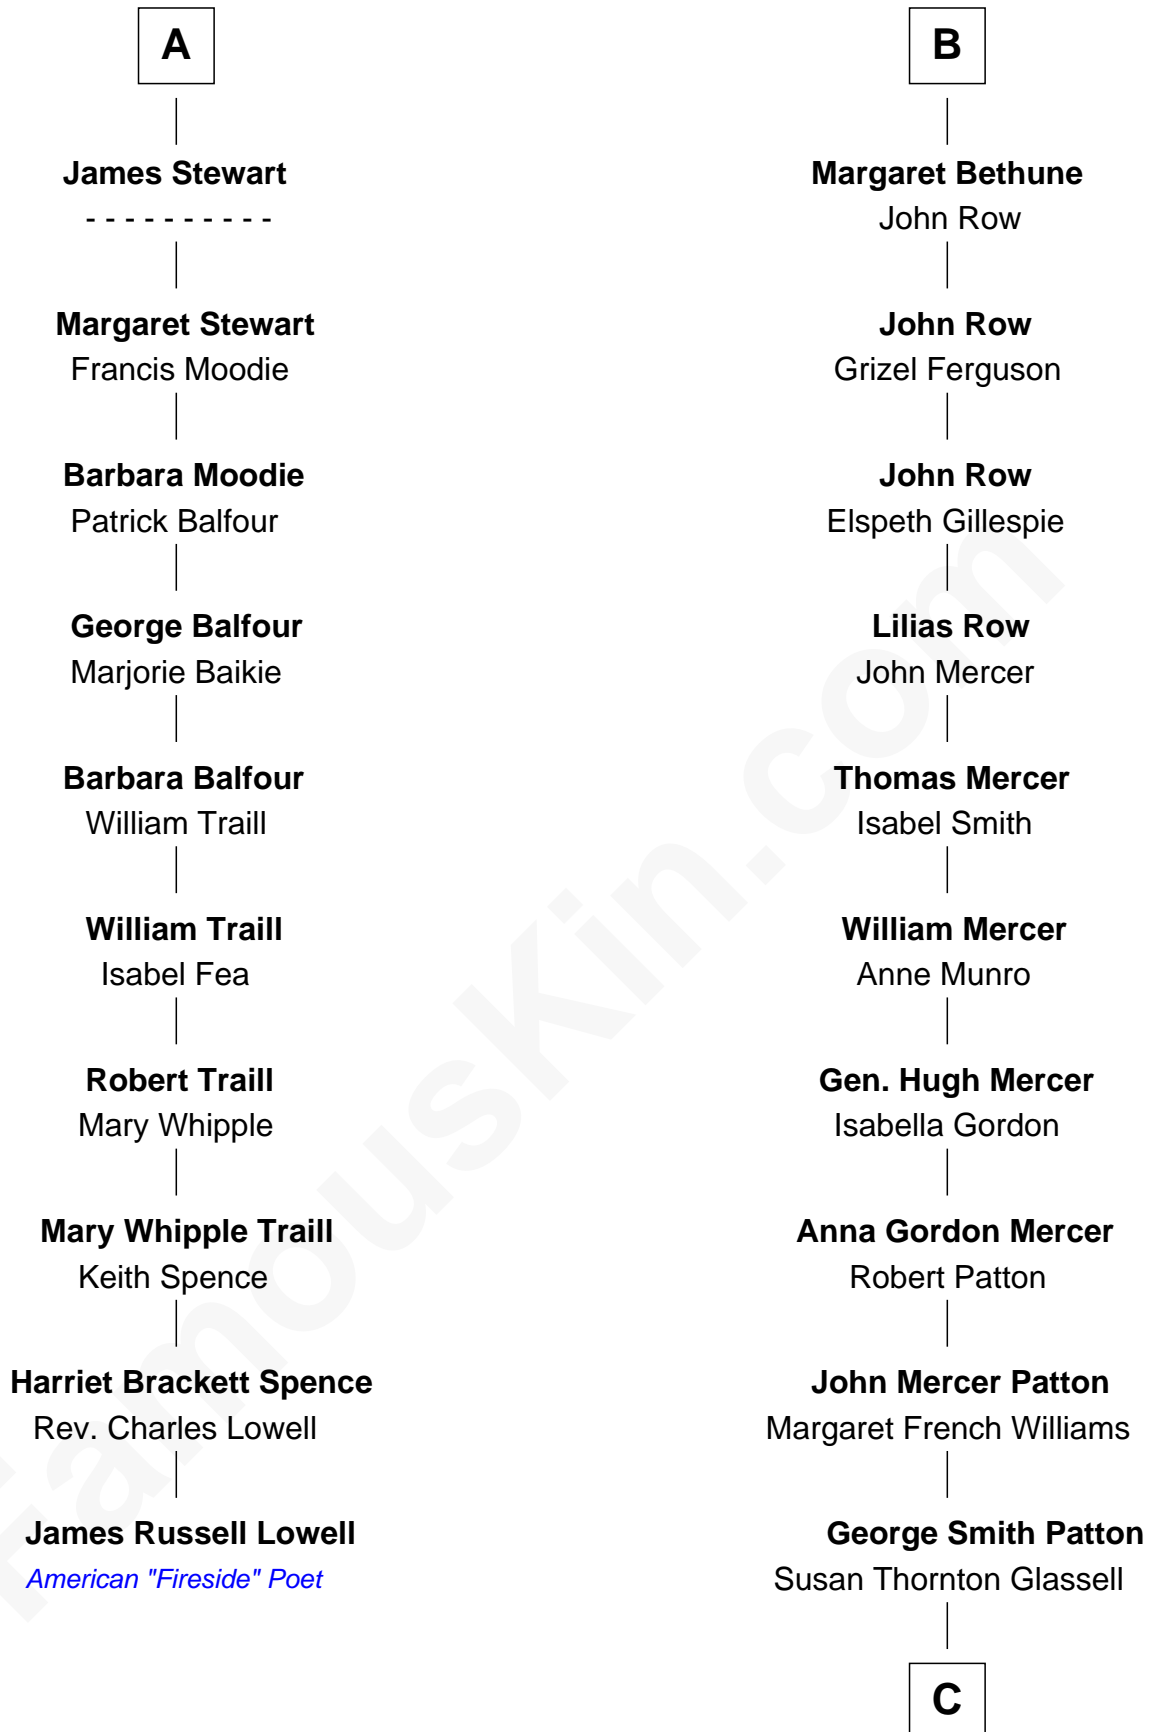 A
James Stewart
- - - - - - - - - -
Margaret Stewart
Francis Moodie
Barbara Moodie
Patrick Balfour
George Balfour
Marjorie Baikie
Barbara Balfour
William Traill
William Traill
Isabel Fea
Robert Traill
Mary Whipple
Mary Whipple Traill
Keith Spence
Harriet Brackett Spence
Rev. Charles Lowell
James Russell Lowell
American "Fireside" Poet
B
Margaret Bethune
John Row
John Row
Grizel Ferguson
John Row
Elspeth Gillespie
Lilias Row
John Mercer
Thomas Mercer
Isabel Smith
William Mercer
Anne Munro
Gen. Hugh Mercer
Isabella Gordon
Anna Gordon Mercer
Robert Patton
John Mercer Patton
Margaret French Williams
George Smith Patton
Susan Thornton Glassell
C
FamousKin.com